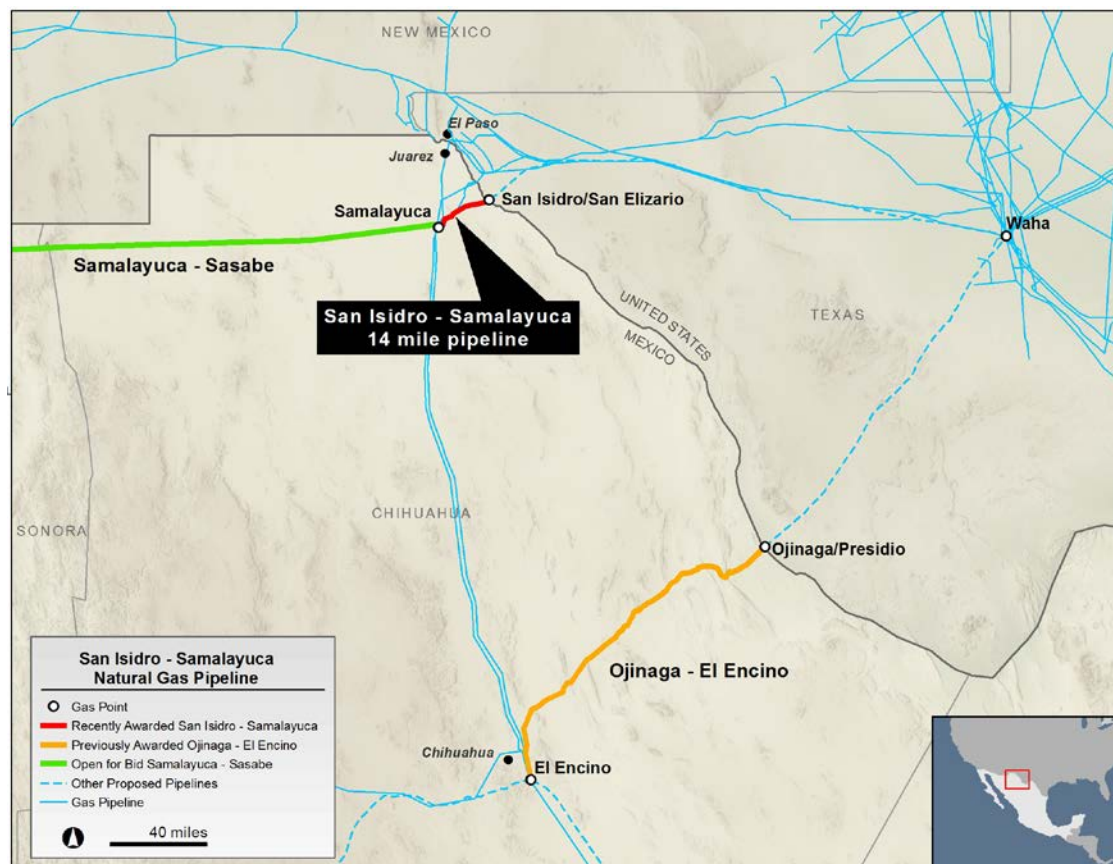 NEW MEXICO
El Paso
Juarez
San Isidro/San Elizario
Samalayuca
Waha
Samalayuca - Sasabe
San Isidro - Samalayuca
14 mile pipeline
UNITED STATES
MEXICO
TEXAS
CHIHUAHUA
SONORA
Ojinaga/Presidio
Ojinaga - El Encino
Chihuahua
El Encino
San Isidro - Samalayuca
Natural Gas Pipeline
Gas Point
Recently Awarded San Isidro - Samalayuca
Previously Awarded Ojinaga - El Encino
Open for Bid Samalayuca - Sasabe
Other Proposed Pipelines
Gas Pipeline
40 miles